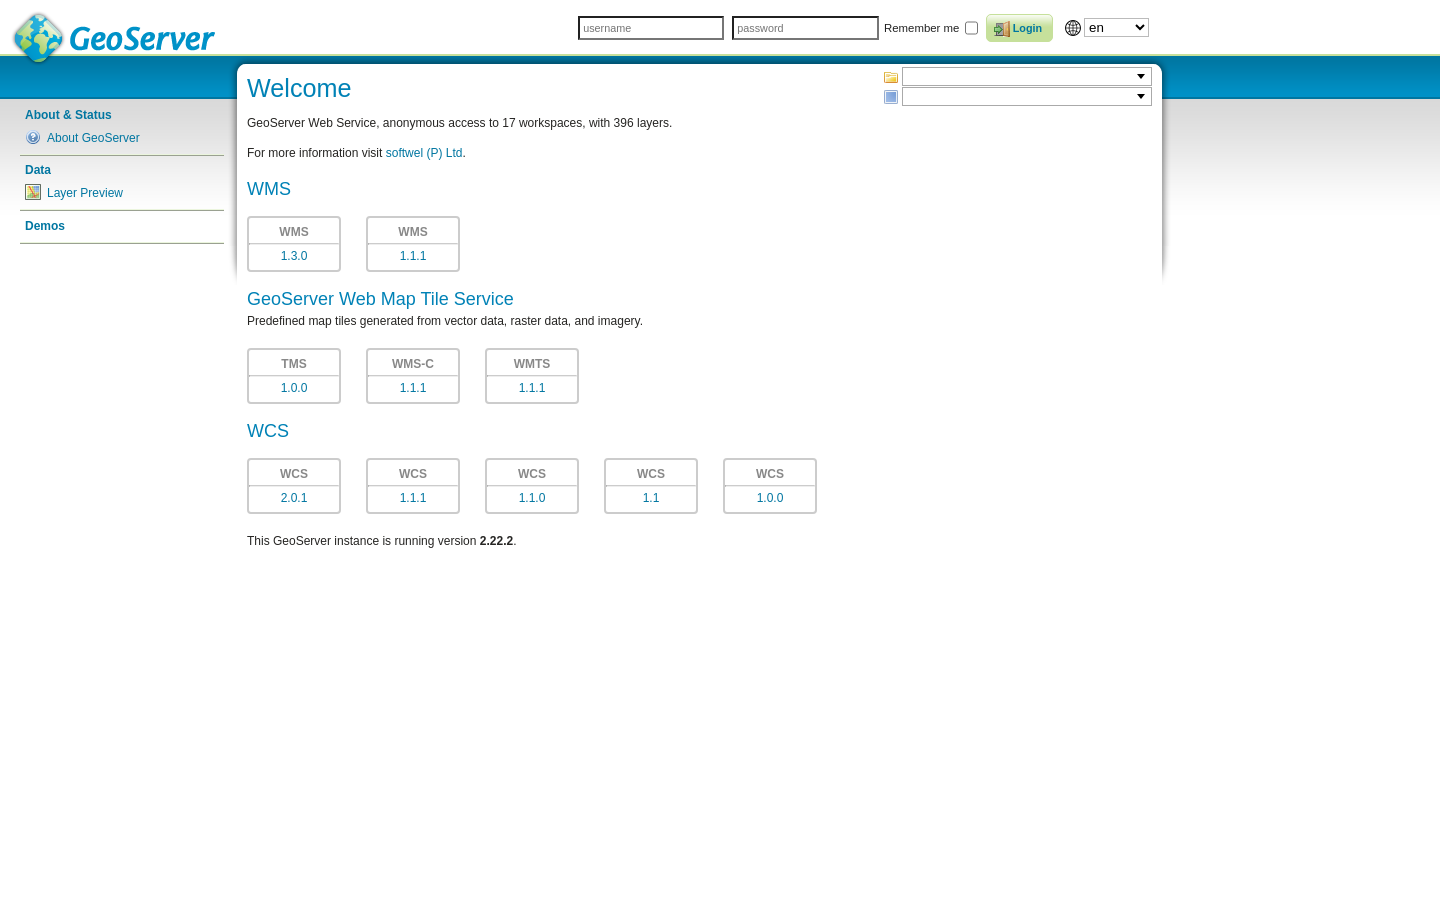 GeoServer
username password Remember me Login en
Welcome
About & Status
About GeoServer
Data
Layer Preview
Demos
GeoServer Web Service, anonymous access to 17 workspaces, with 396 layers.
For more information visit softwel (P) Ltd.
WMS
WMS WMS
1.3.0 1.1.1
GeoServer Web Map Tile Service
Predefined map tiles generated from vector data, raster data, and imagery.
TMS WMS-C WMTS
1.0.0 1.1.1 1.1.1
WCS
WCS WCS WCS WCS WCS
2.0.1 1.1.1 1.1.0 1.1 1.0.0
This GeoServer instance is running version 2.22.2.